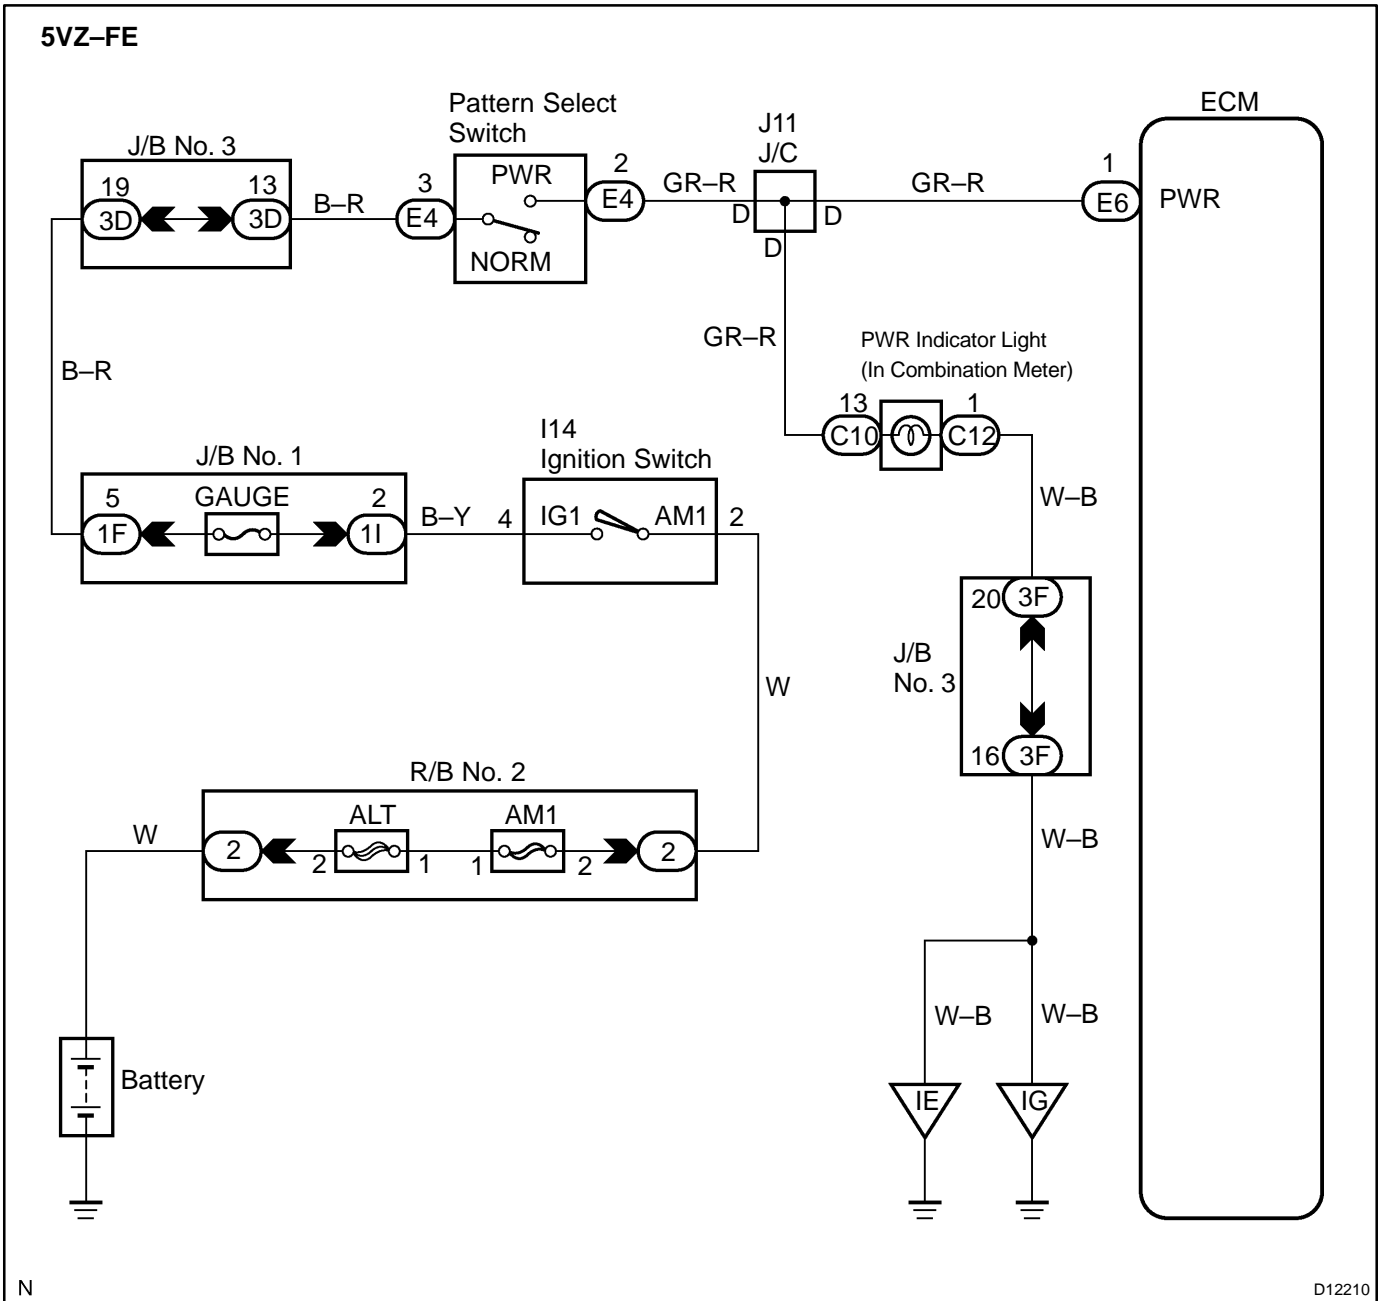 5VZ–FE
Pattern Select
Switch
J11
J/C
ECM
J/B No. 3
19
13
3D
3D
B–R
3
E4
PWR
NORM
2
E4
GR–R
D
D
D
GR–R
1
E6
PWR
B–R
GR–R
PWR Indicator Light
(In Combination Meter)
13
C10
1
C12
W–B
J/B No. 1
5
GAUGE
2
1F
1I
B–Y
I14
Ignition Switch
4
IG1
AM1
2
W
20
3F
J/B
No. 3
16
3F
W–B
R/B No. 2
W
2
ALT
2
1
AM1
1
2
2
W–B
W–B
IE
IG
Battery
N
D12210